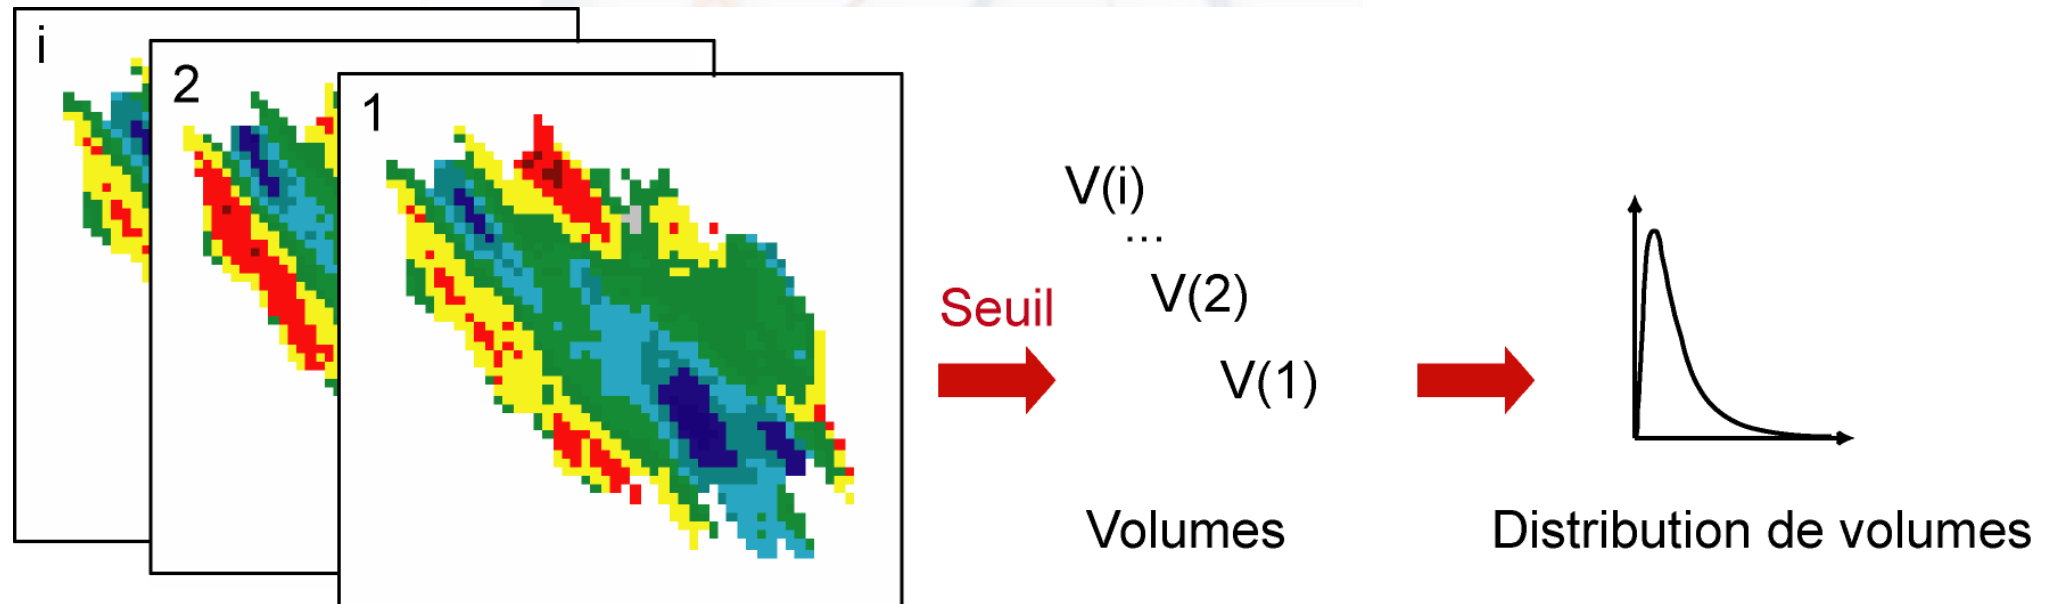 i
2
1
V(i)
...
V(2)
V(1)
Seuil
Volumes
Distribution de volumes